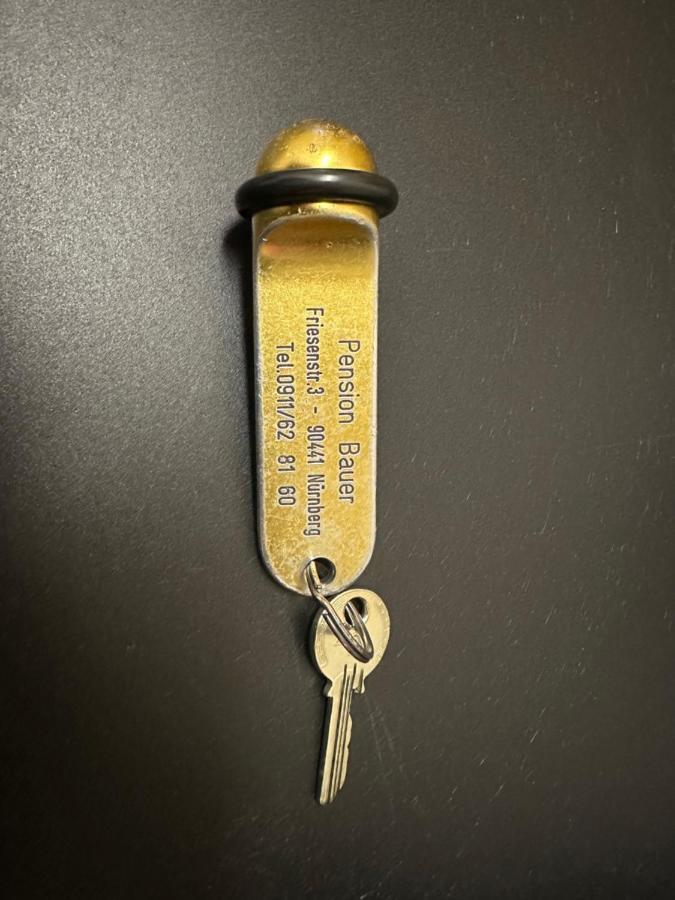 Pension Bauer
Friesenstr.3 - 90441 Nürnberg
Tel.0911/62 81 60